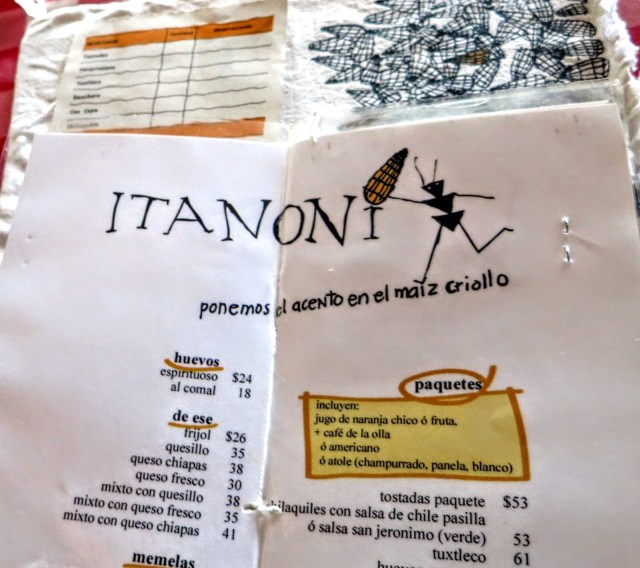 ITANONÍ
ponemos el acento en el maíz criollo
huevos
espirituoso $24
al comal 18
de ese
frijol $26
quesillo 35
queso chiapas 38
queso fresco 30
mixto con quesillo 38
mixto con queso fresco 35
mixto con queso chiapas 41
memelas
paquetes
incluyen:
jugo de naranja chico ó fruta.
+ café de la olla
ó americano
ó atole (champurrado, panela, blanco)
tostadas paquete $53
hilaquiles con salsa de chile pasilla
ó salsa san jeronimo (verde) 53
tuxtleco 61